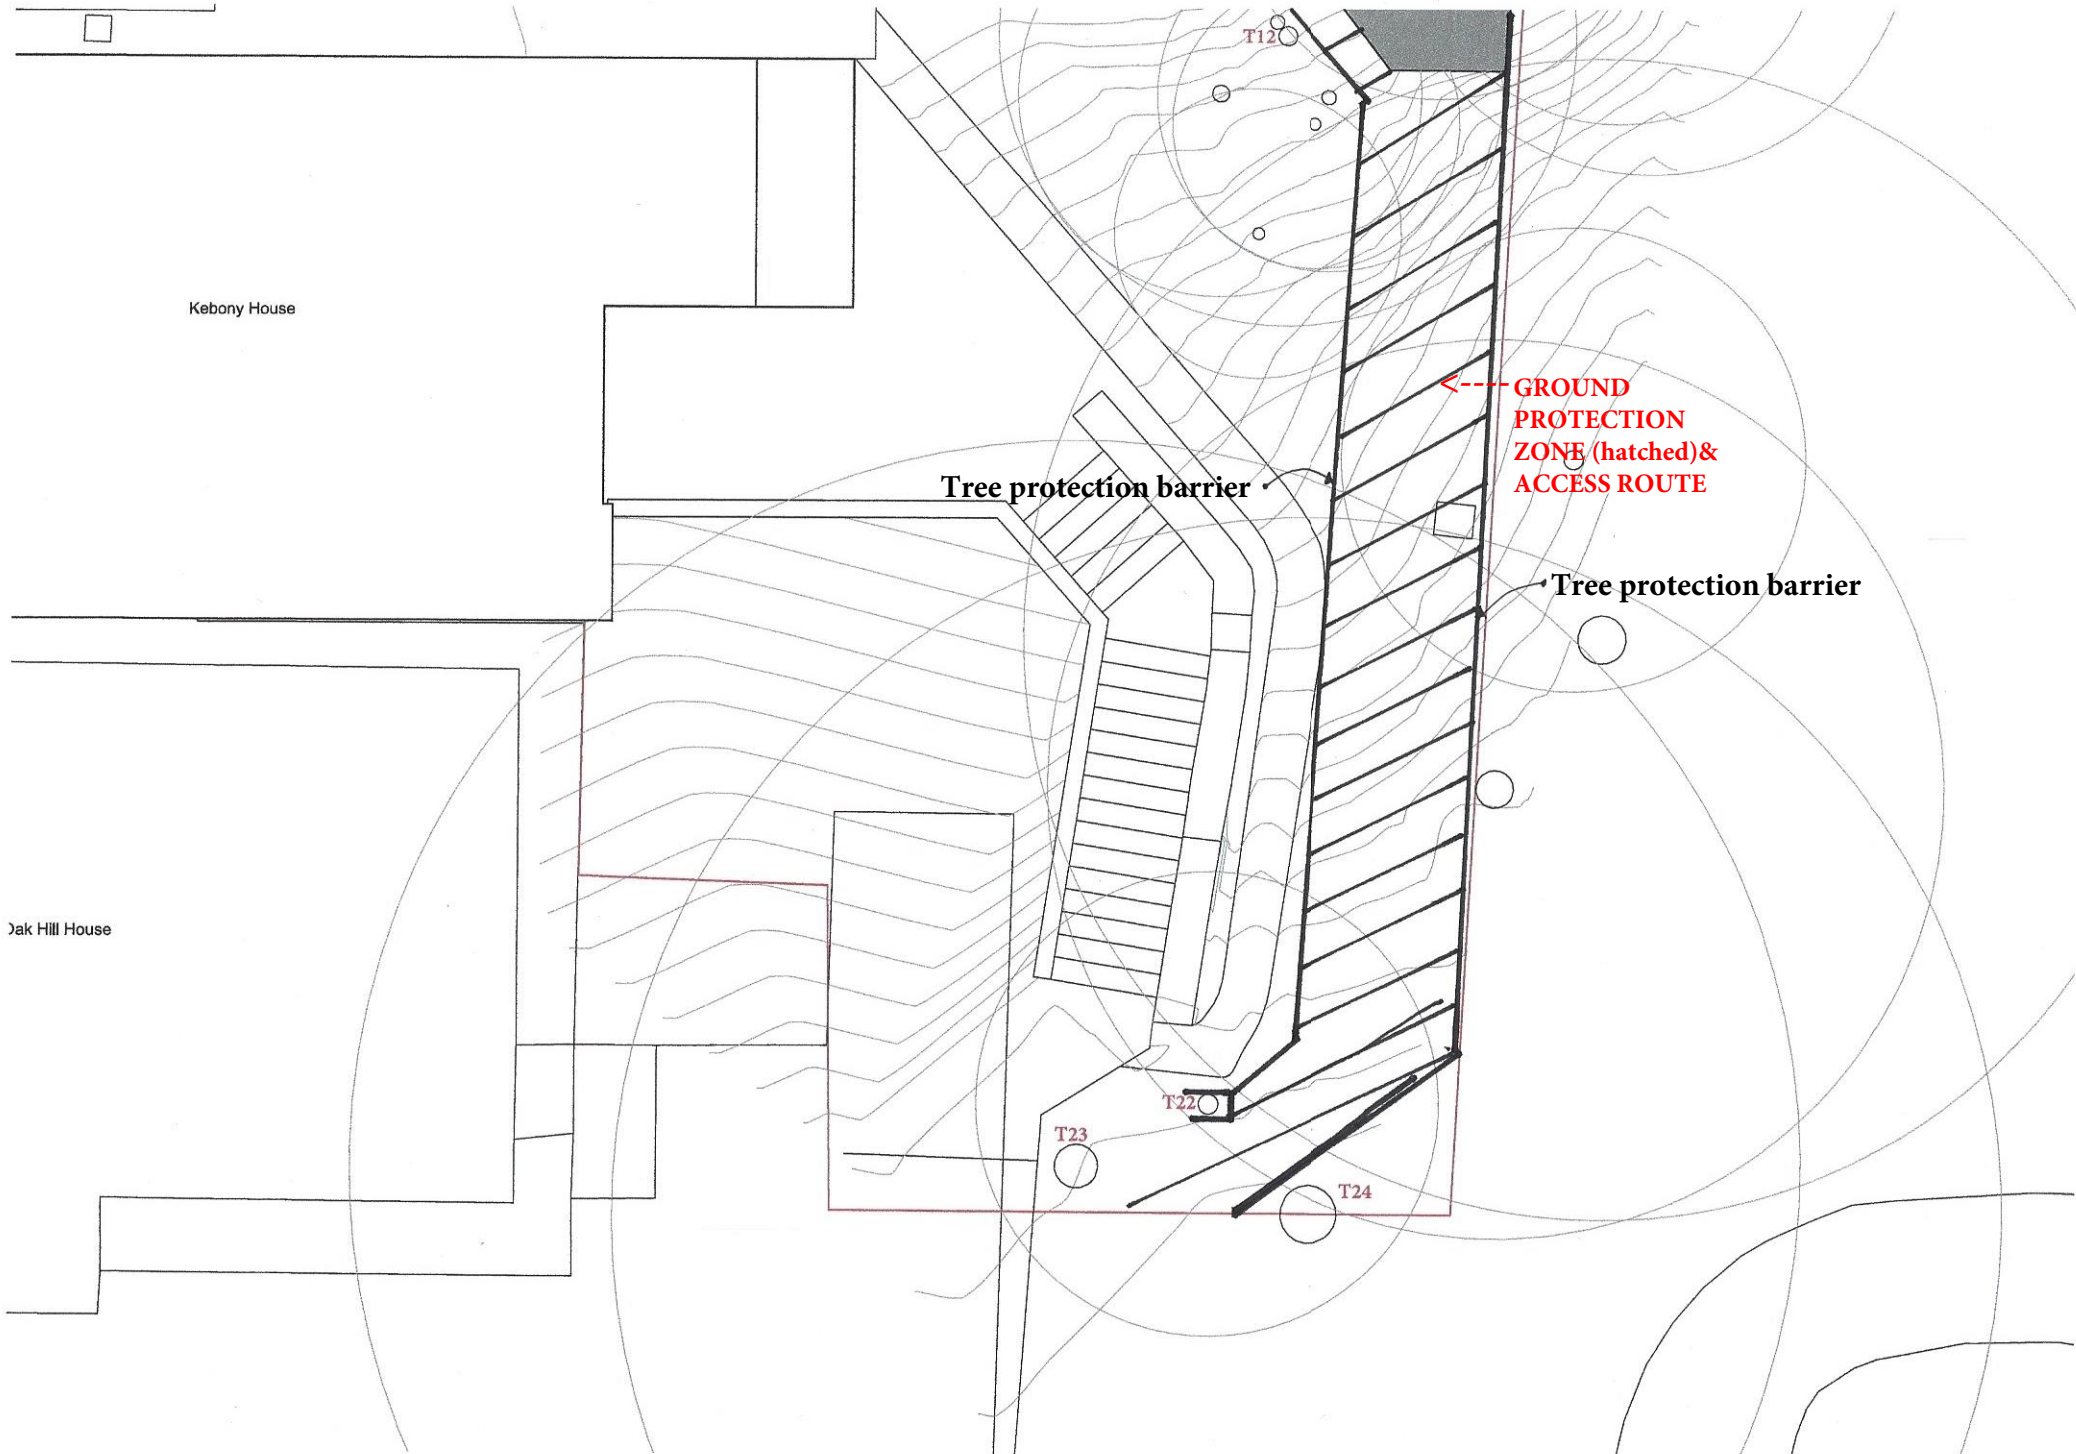 T12
Kebony House
GROUND
PROTECTION
ZONE (hatched)&
ACCESS ROUTE
Tree protection barrier
Tree protection barrier
Oak Hill House
T22
T23
T24